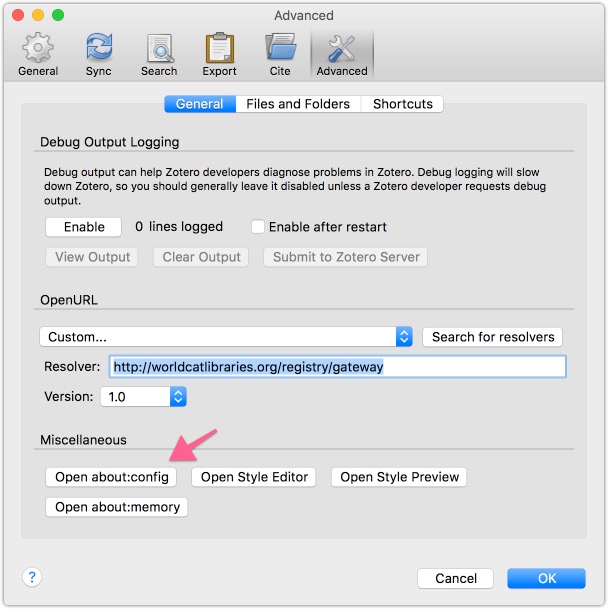 Advanced
General Sync Search Export Cite Advanced
General Files and Folders Shortcuts
Debug Output Logging
Debug output can help Zotero developers diagnose problems in Zotero. Debug logging will slow
down Zotero, so you should generally leave it disabled unless a Zotero developer requests debug
output.
Enable 0 lines logged Enable after restart
View Output Clear Output Submit to Zotero Server
OpenURL
Custom... Search for resolvers
Resolver: http://worldcatlibraries.org/registry/gateway
Version: 1.0
Miscellaneous
Open about:config Open Style Editor Open Style Preview
Open about:memory
? Cancel OK